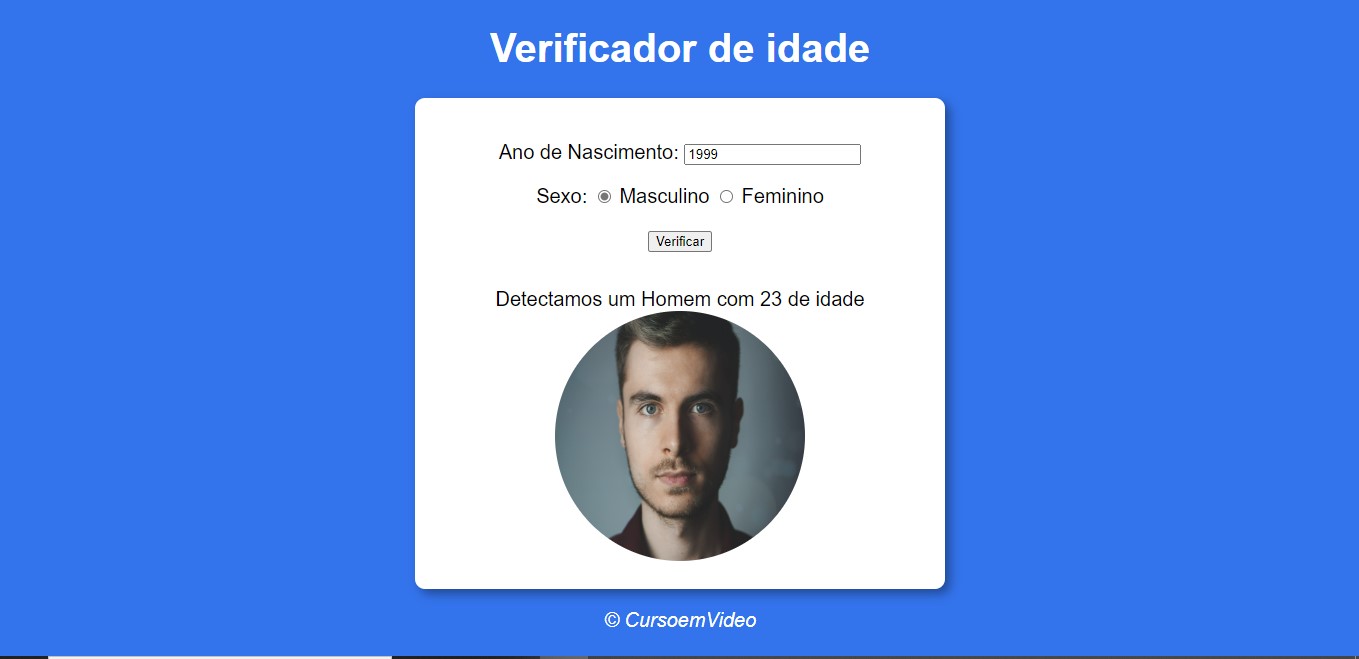 Verificador de idade
Ano de Nascimento: 1999
Sexo: Masculino Feminino
Verificar
Detectamos um Homem com 23 de idade
© CursoemVideo